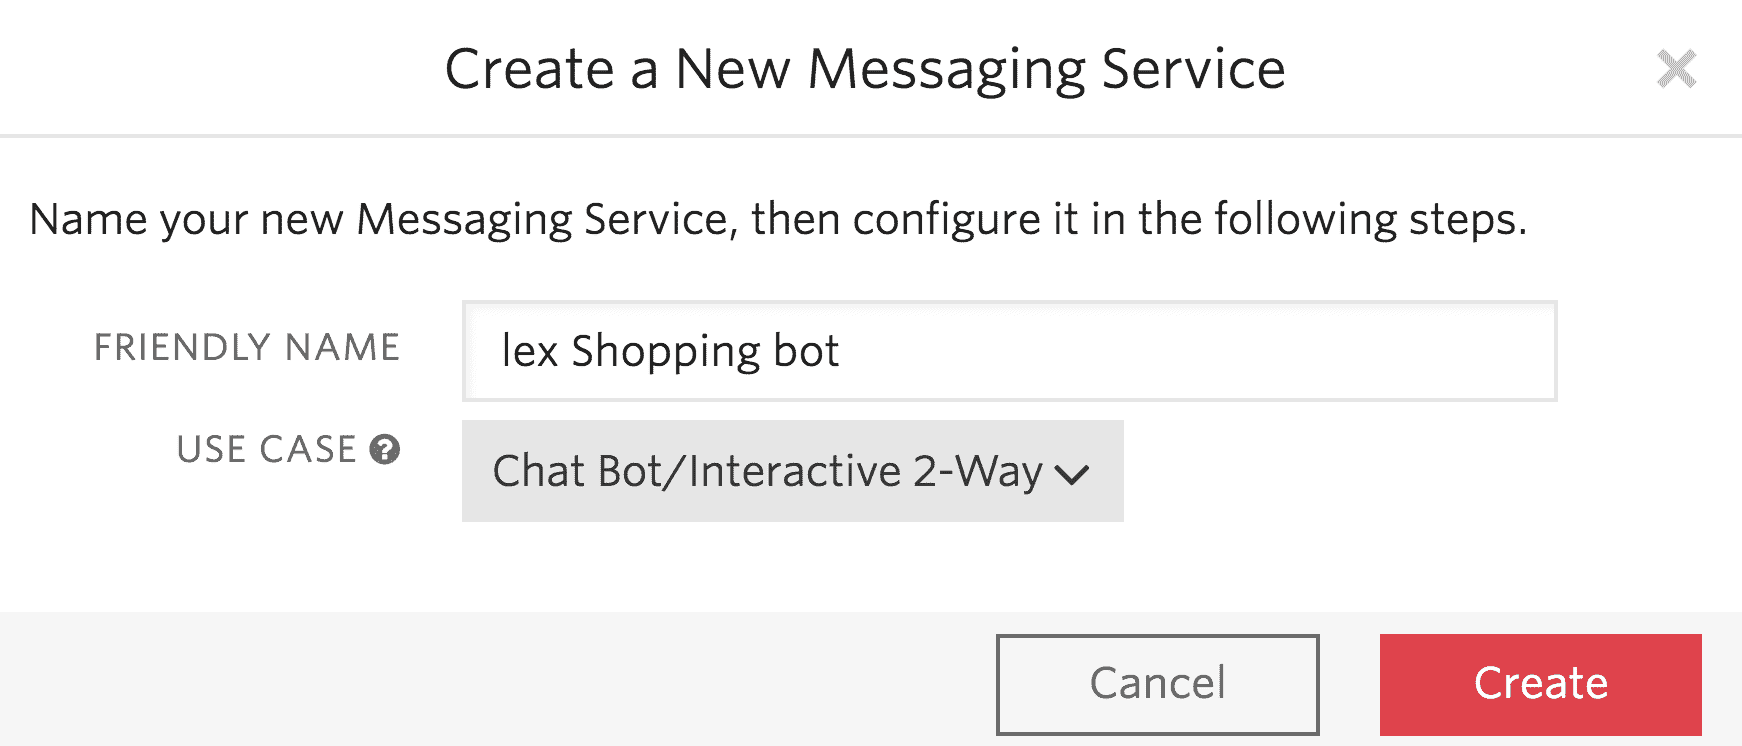 Create a New Messaging Service
Name your new Messaging Service, then configure it in the following steps.
FRIENDLY NAME
lex Shopping bot
USE CASE
Chat Bot/Interactive 2-Way
Cancel
Create